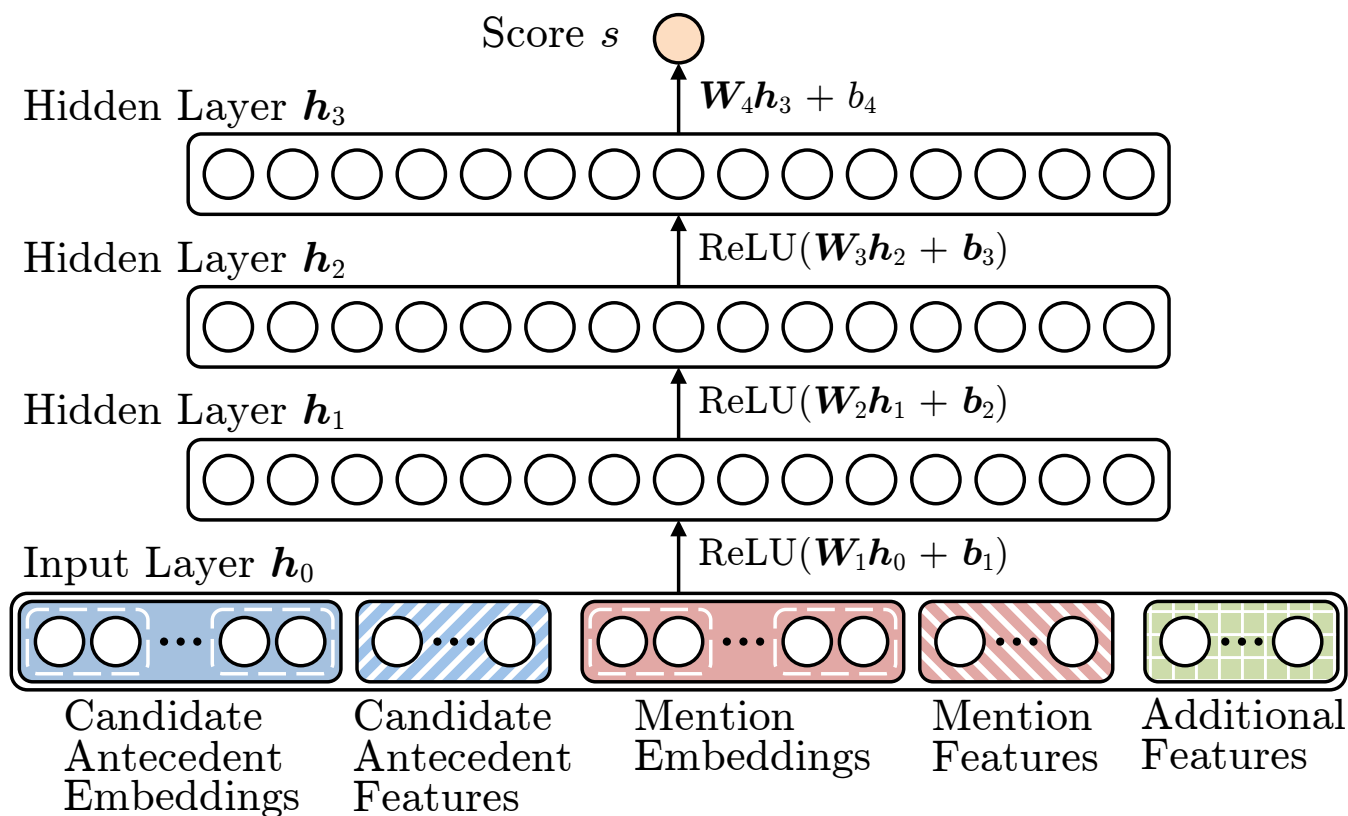 Score s
W₄h₃ + b₄
Hidden Layer h₃
ReLU(W₃h₂ + b₃)
Hidden Layer h₂
ReLU(W₂h₁ + b₂)
Hidden Layer h₁
ReLU(W₁h₀ + b₁)
Input Layer h₀
Candidate
Antecedent
Embeddings
Candidate
Antecedent
Features
Mention
Embeddings
Mention
Features
Additional
Features